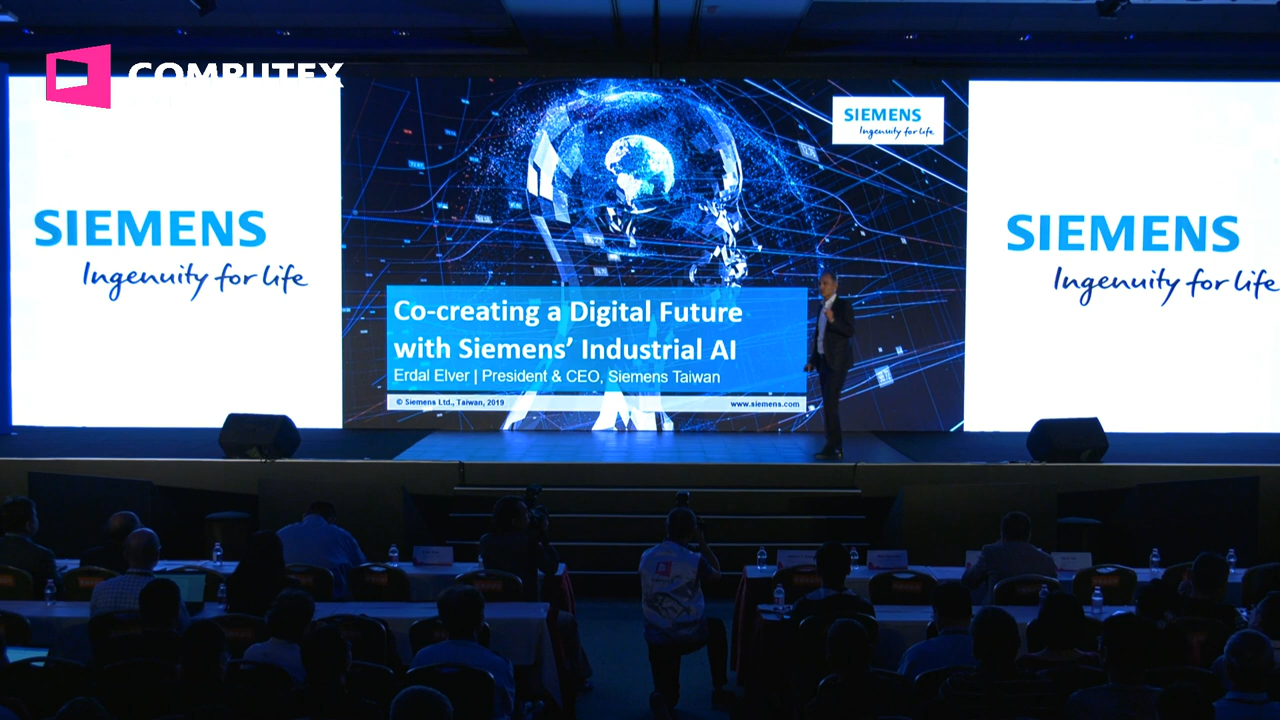 COMPUTEX
SIEMENS
Ingenuity for life
SIEMENS
Ingenuity for life
Co-creating a Digital Future
with Siemens' Industrial AI
Erdal Elver | President & CEO, Siemens Taiwan
© Siemens Ltd., Taiwan, 2019
www.siemens.com
SIEMENS
Ingenuity for life